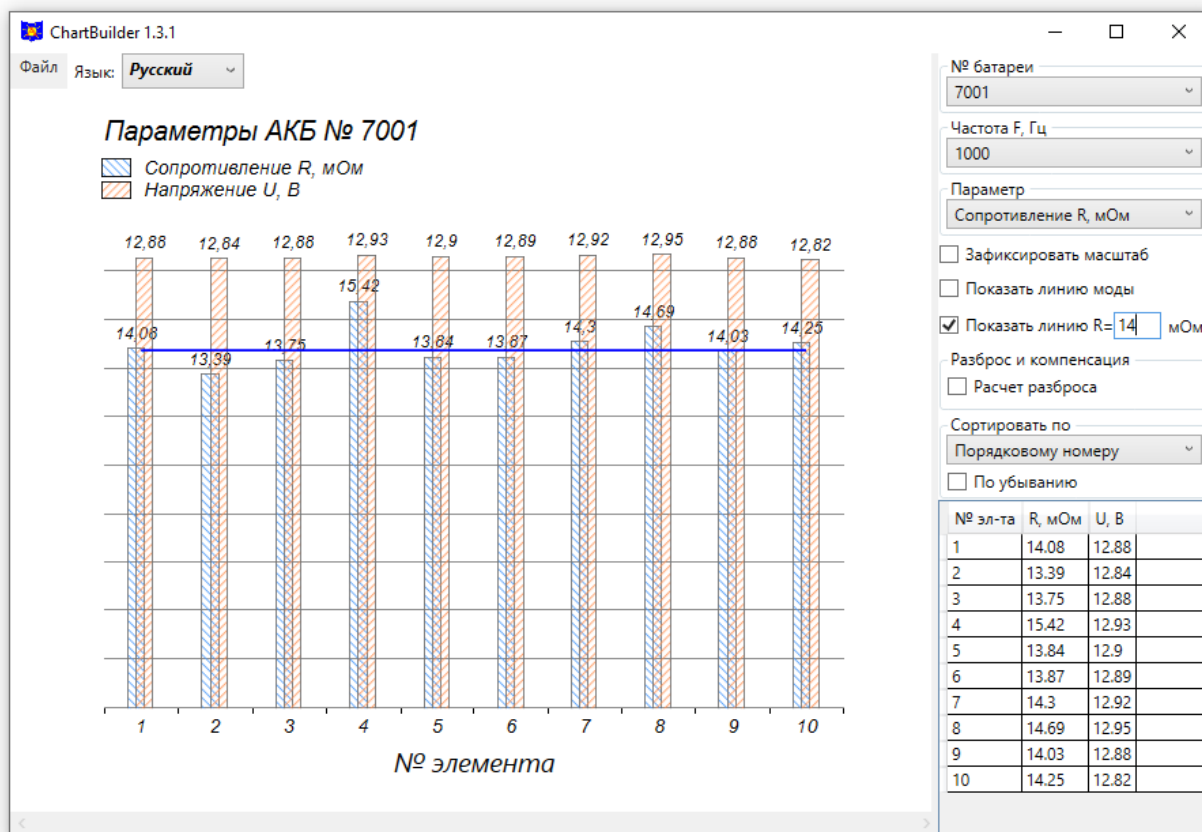 ChartBuilder 1.3.1
Файл Язык: Русский
Параметры АКБ № 7001
Сопротивление R, мОм
Напряжение U, В
12,88 12,84 12,88 12,93 12,9 12,89 12,92 12,95 12,88 12,82
14,08 13,39 13,75 15,42 13,84 13,87 14,3 14,69 14,03 14,25
1 2 3 4 5 6 7 8 9 10
№ элемента
№ батареи
7001
Частота F, Гц
1000
Параметр
Сопротивление R, мОм
Зафиксировать масштаб
Показать линию моды
Показать линию R= 14 мОм
Разброс и компенсация
Расчет разброса
Сортировать по
Порядковому номеру
По убыванию
№ эл-та R, мОм U, В
1 14.08 12.88
2 13.39 12.84
3 13.75 12.88
4 15.42 12.93
5 13.84 12.9
6 13.87 12.89
7 14.3 12.92
8 14.69 12.95
9 14.03 12.88
10 14.25 12.82